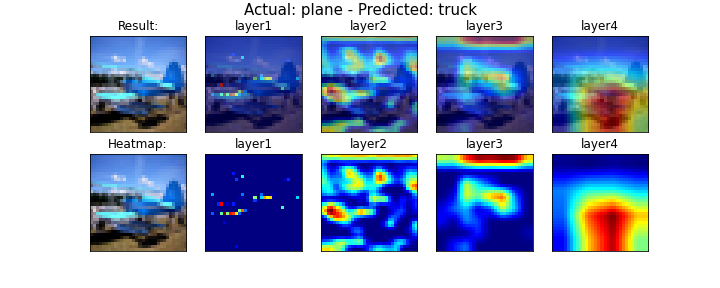 Actual: plane - Predicted: truck
Result: layer1 layer2 layer3 layer4
Heatmap: layer1 layer2 layer3 layer4